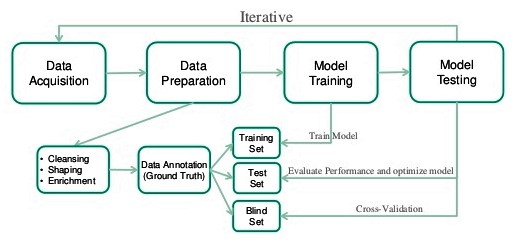 Iterative
Data
Acquisition
Data
Preparation
Model
Training
Model
Testing
• Cleansing
• Shaping
• Enrichment
Data Annotation
(Ground Truth)
Training
Set
Train Model
Test
Set
Evaluate Performance and optimize model
Blind
Set
Cross-Validation